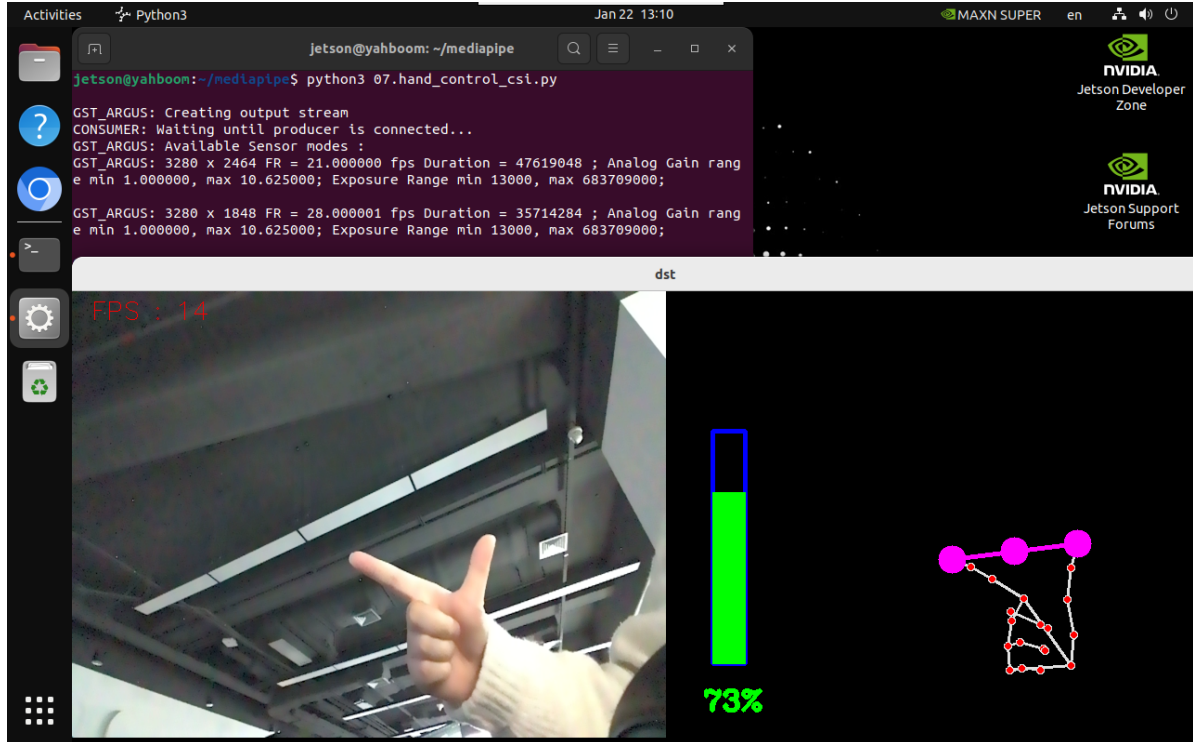 Activities Python3 Jan 22 13:10 MAXN SUPER en
jetson@yahboom: ~/mediapipe
jetson@yahboom:~/mediapipe$ python3 07.hand_control_csi.py
GST_ARGUS: Creating output stream
CONSUMER: Waiting until producer is connected...
GST_ARGUS: Available Sensor modes :
GST_ARGUS: 3280 x 2464 FR = 21.000000 fps Duration = 47619048 ; Analog Gain rang
e min 1.000000, max 10.625000; Exposure Range min 13000, max 683709000;
GST_ARGUS: 3280 x 1848 FR = 28.000001 fps Duration = 35714284 ; Analog Gain rang
e min 1.000000, max 10.625000; Exposure Range min 13000, max 683709000;
NVIDIA.
Jetson Developer
Zone
NVIDIA.
Jetson Support
Forums
dst
FPS : 14
73%